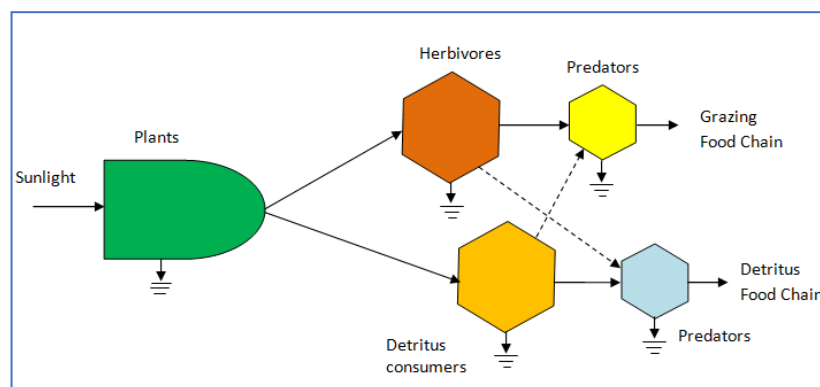 Herbivores
Predators
Plants
Grazing
Food Chain
Sunlight
Detritus
Food Chain
Predators
Detritus
consumers